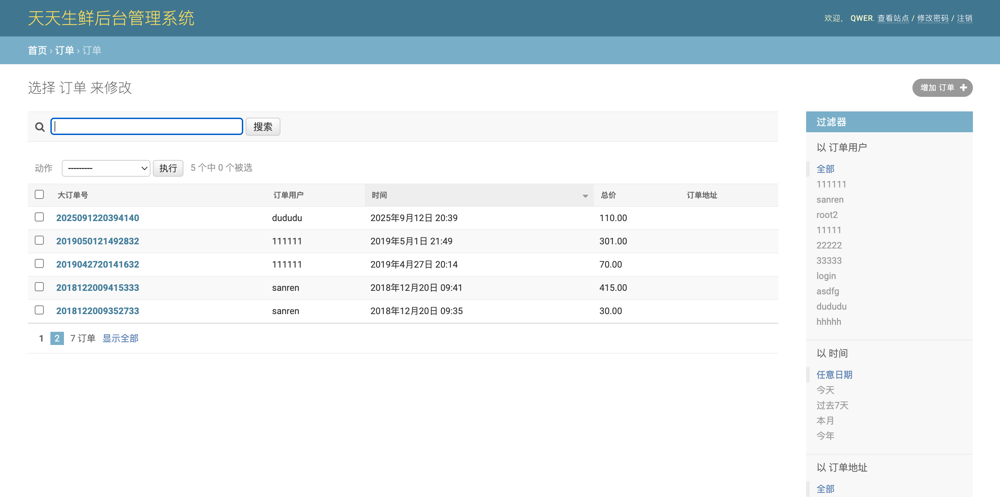 天天生鲜后台管理系统
欢迎, QWER. 查看站点 / 修改密码 / 注销
首页 › 订单 › 订单
选择 订单 来修改
增加 订单
搜索
动作 --------- 执行 5 个中 0 个被选
大订单号 订单用户 时间 总价 订单地址
2025091220394140 dududu 2025年9月12日 20:39 110.00
2019050121492832 111111 2019年5月1日 21:49 301.00
2019042720141632 111111 2019年4月27日 20:14 70.00
2018122009415333 sanren 2018年12月20日 09:41 415.00
2018122009352733 sanren 2018年12月20日 09:35 30.00
1 2 7 订单 显示全部
过滤器
以 订单用户
全部
111111
sanren
root2
11111
22222
33333
login
asdfg
dududu
hhhhh
以 时间
任意日期
今天
过去7天
本月
今年
以 订单地址
全部